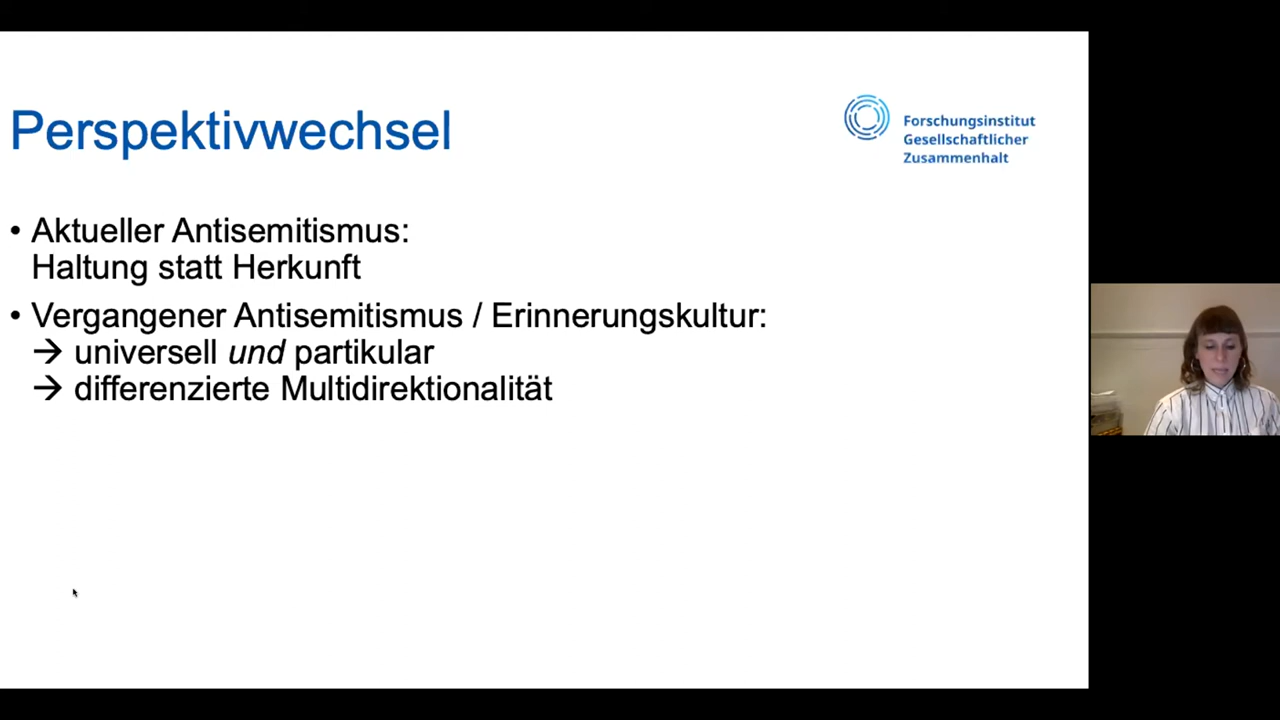 Perspektivwechsel
Forschungsinstitut
Gesellschaftlicher
Zusammenhalt
• Aktueller Antisemitismus:
Haltung statt Herkunft
• Vergangener Antisemitismus / Erinnerungskultur:
→ universell und partikular
→ differenzierte Multidirektionalität